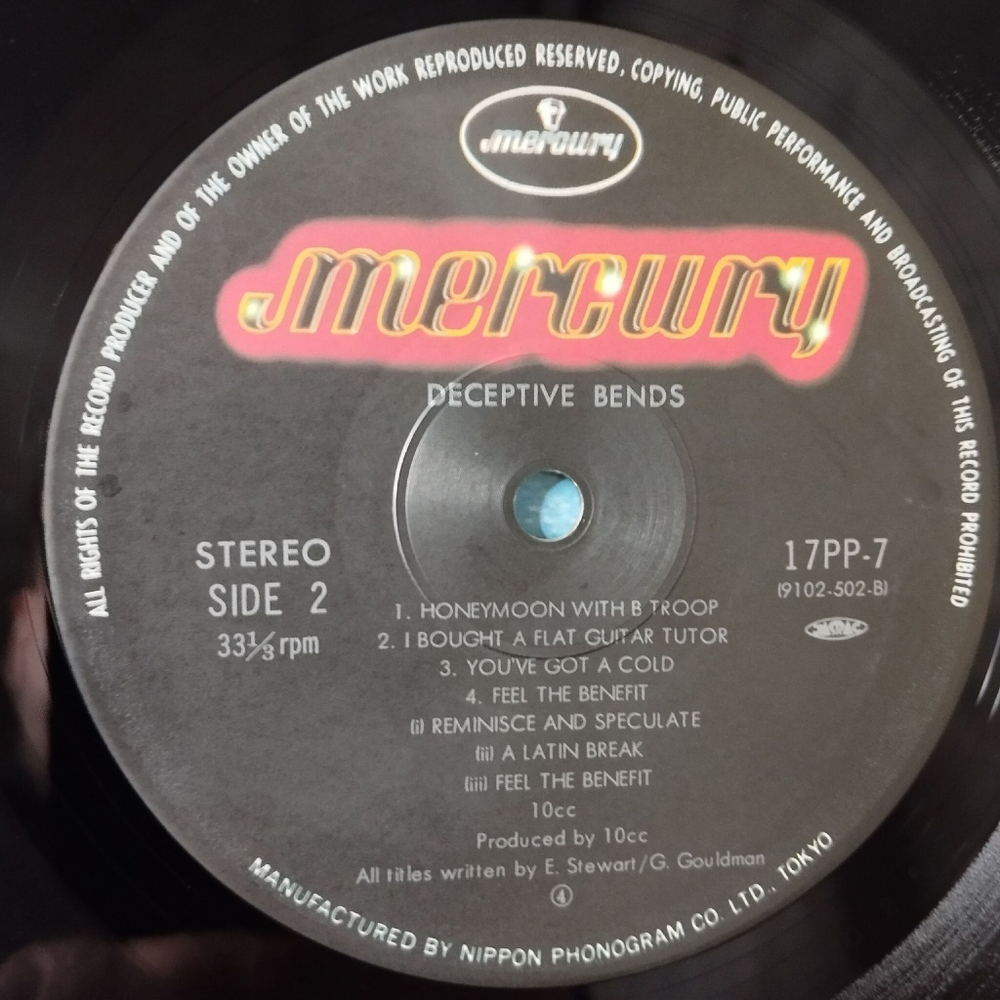 ALL RIGHTS OF THE RECORD PRODUCER AND OF THE OWNER OF THE WORK REPRODUCED RESERVED, COPYING, PUBLIC PERFORMANCE AND BROADCASTING OF THIS RECORD PROHIBITED
mercury
mercury
DECEPTIVE BENDS
STEREO
SIDE 2
33⅓ rpm
17PP-7
(9102-502-B)
JASRAC
1. HONEYMOON WITH B TROOP
2. I BOUGHT A FLAT GUITAR TUTOR
3. YOU'VE GOT A COLD
4. FEEL THE BENEFIT
(i) REMINISCE AND SPECULATE
(ii) A LATIN BREAK
(iii) FEEL THE BENEFIT
10cc
Produced by 10cc
All titles written by E. Stewart/G. Gouldman
④
MANUFACTURED BY NIPPON PHONOGRAM CO. LTD., TOKYO